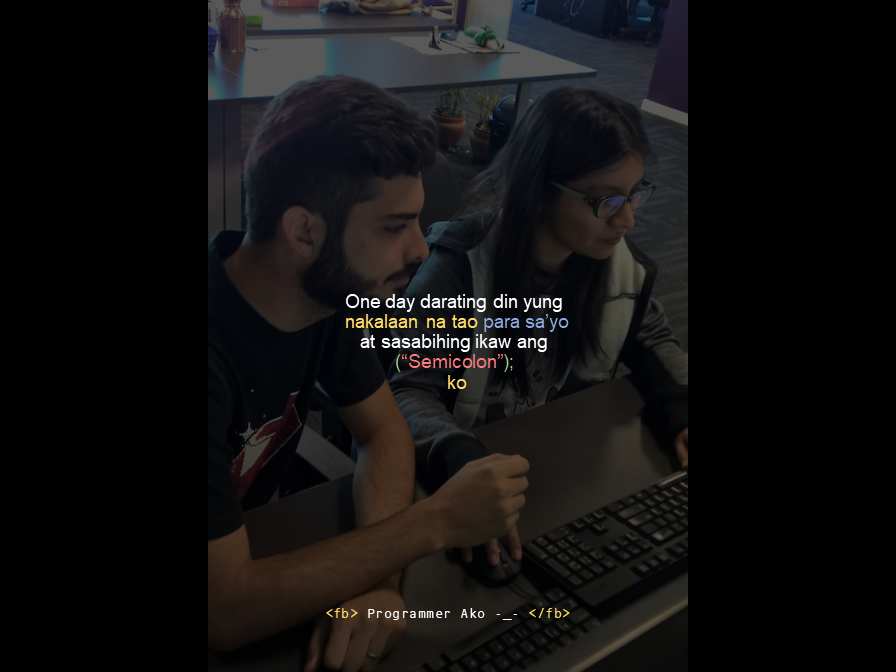 One day darating din yung
nakalaan na tao para sa'yo
at sasabihing ikaw ang
(“Semicolon”);
ko
<fb> Programmer Ako -_- </fb>